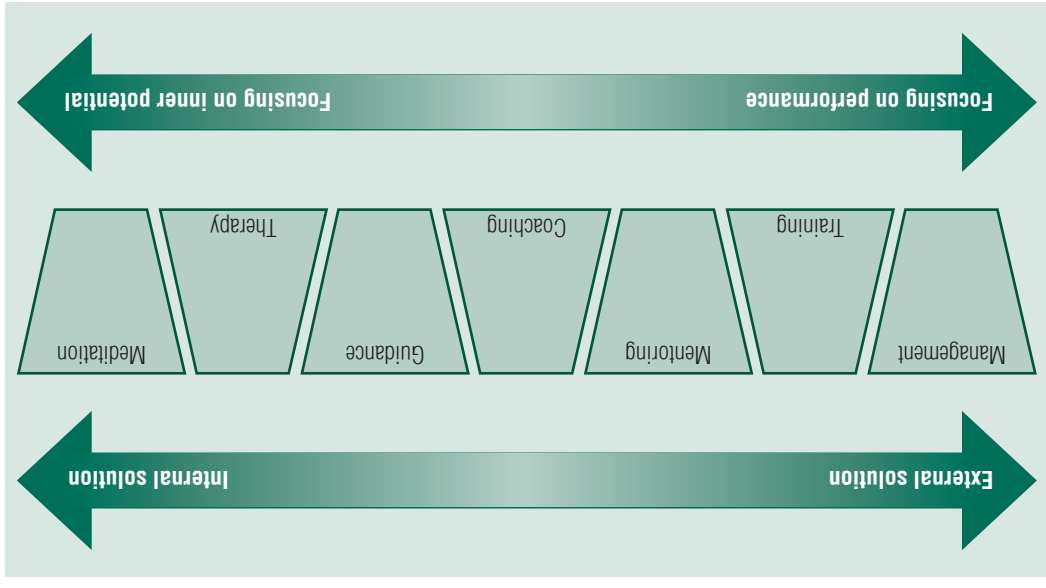 External solution
Internal solution
Management
Training
Mentoring
Coaching
Guidance
Therapy
Meditation
Focusing on performance
Focusing on inner potential